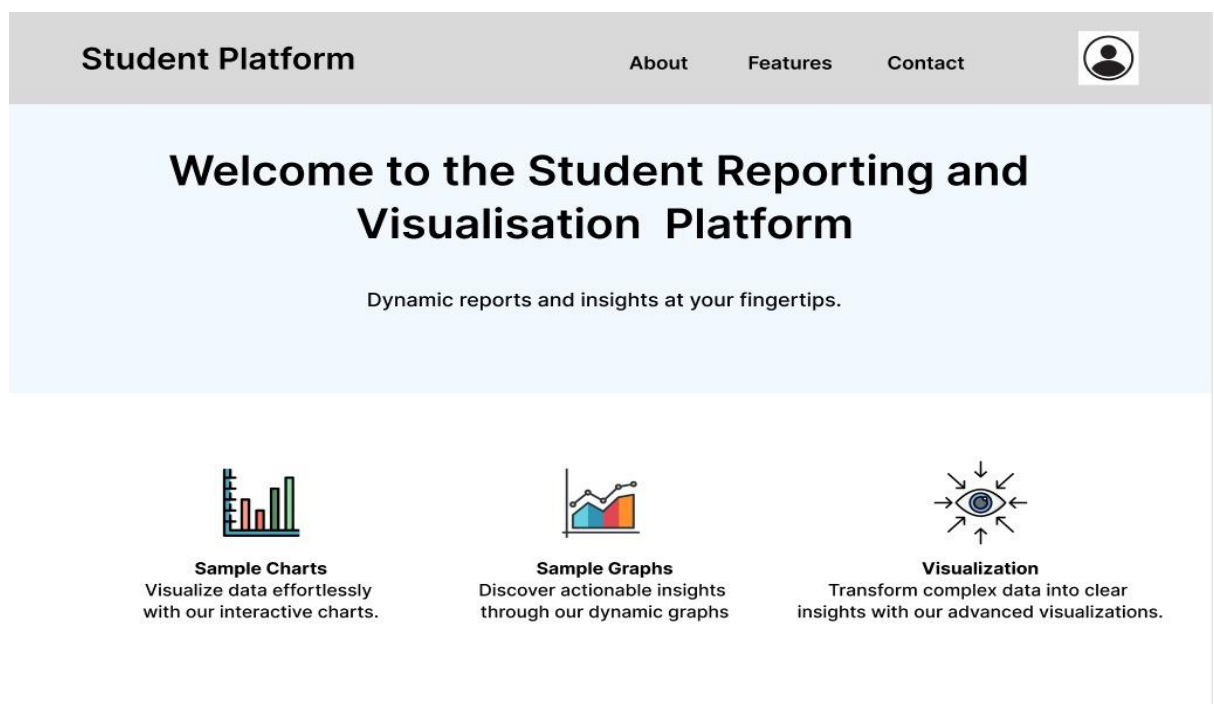 Student Platform
About Features Contact
Welcome to the Student Reporting and
Visualisation Platform
Dynamic reports and insights at your fingertips.
Sample Charts
Visualize data effortlessly
with our interactive charts.
Sample Graphs
Discover actionable insights
through our dynamic graphs
Visualization
Transform complex data into clear
insights with our advanced visualizations.